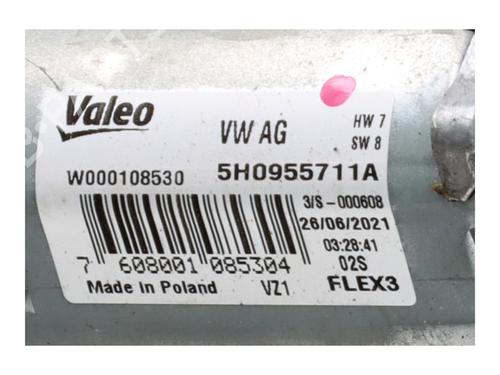 Valeo
VW AG
HW 7
SW 8
W000108530
5H0955711A
3/S-000608
26/06/2021
03:28:41
7 608001 085304
02S
Made in Poland
VZ1
FLEX3